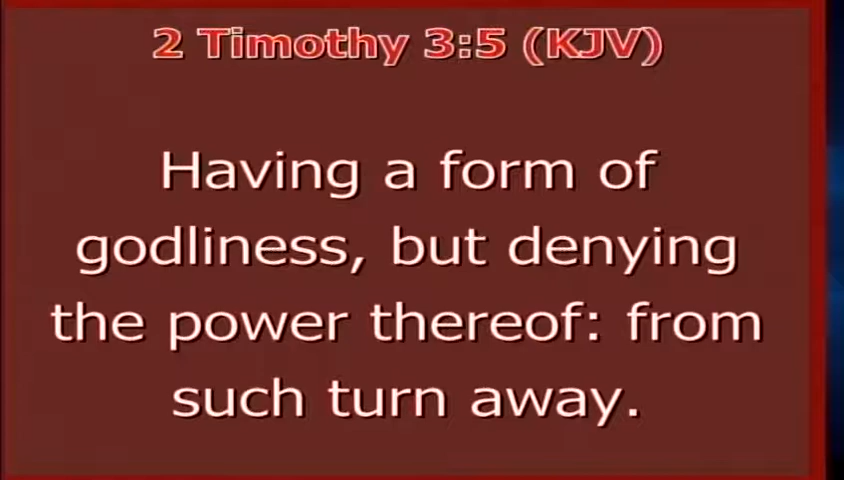 2 Timothy 3:5 (KJV)
Having a form of
godliness, but denying
the power thereof: from
such turn away.